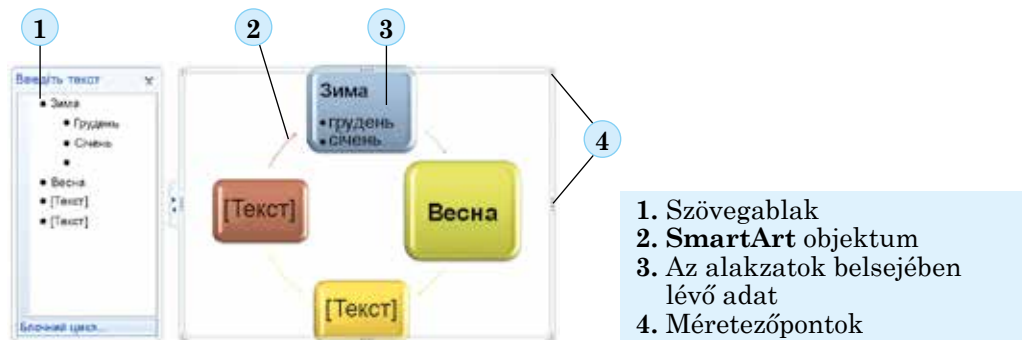 1
2
3
Введіть текст
Зима
Грудень
Січень
Весна
[Текст]
[Текст]
Блочний цикл...
Зима
грудень
січень
[Текст]
Весна
[Текст]
4
1. Szövegablak
2. SmartArt objektum
3. Az alakzatok belsejében
lévő adat
4. Méretezőpontok